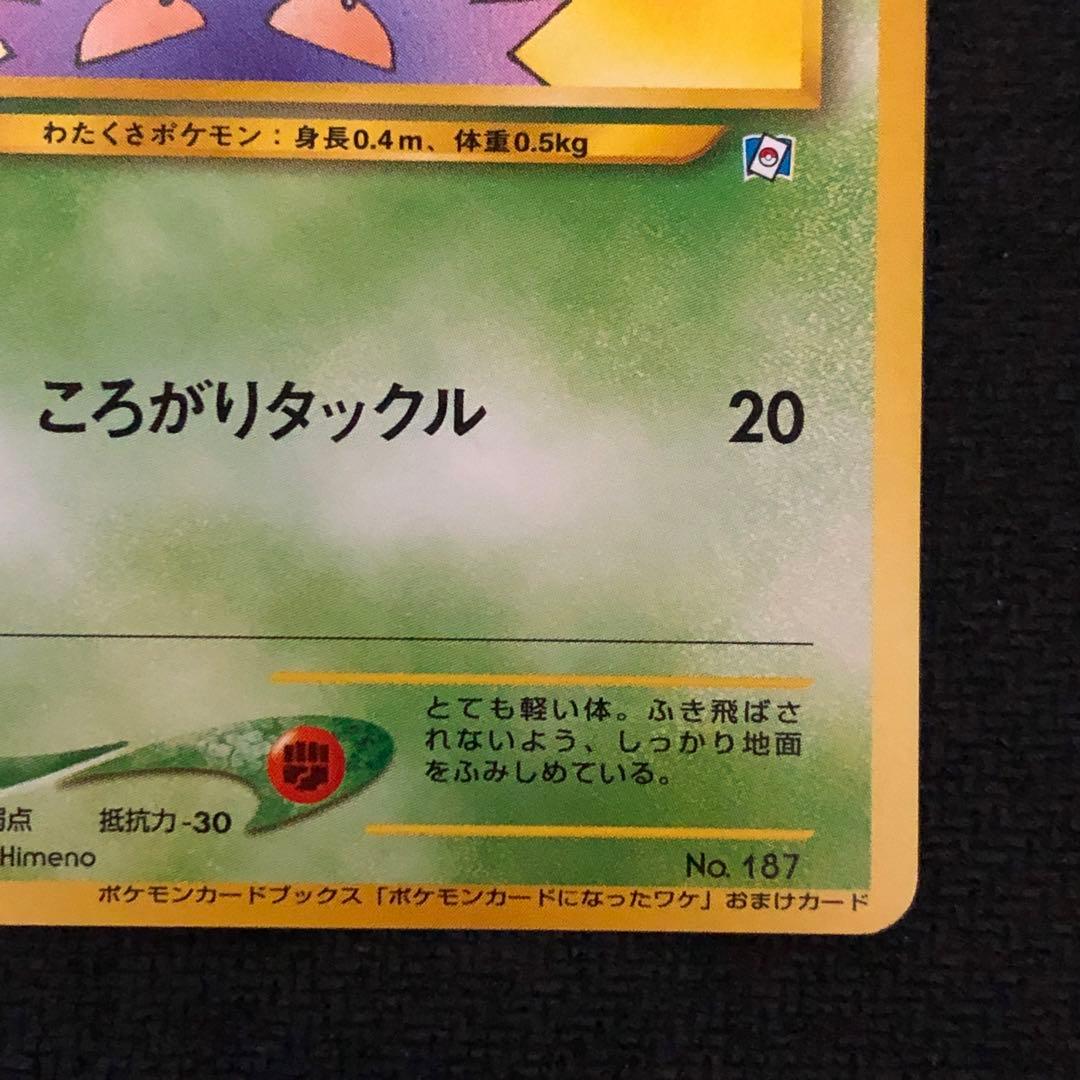 わたくさポケモン：身長0.4m、体重0.5kg
ころがりタックル 20
とても軽い体。ふき飛ばさ
れないよう、しっかり地面
をふみしめている。
弱点 抵抗力-30
Himeno
No. 187
ポケモンカードブックス「ポケモンカードになったワケ」おまけカード